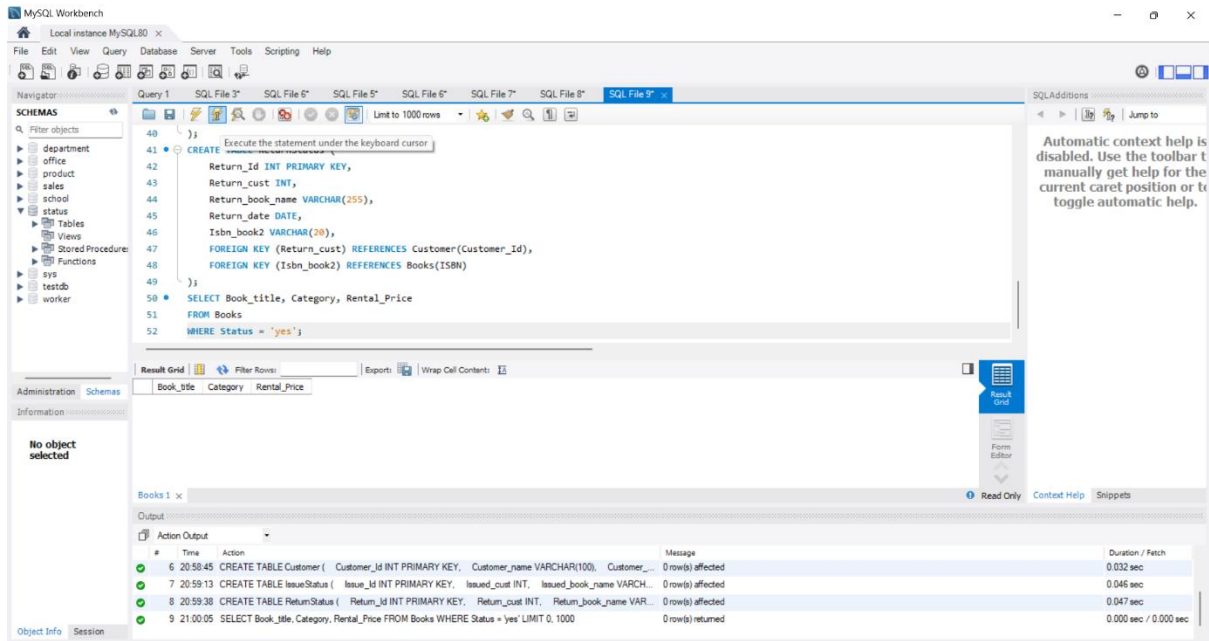 MySQL Workbench
Local instance MySQL80
File Edit View Query Database Server Tools Scripting Help
Navigator
SCHEMAS
Filter objects
department
office
product
sales
school
status
Tables
Views
Stored Procedures
Functions
sys
testdb
worker
Administration Schemas
Information
No object
selected
Object Info Session
Query 1 SQL File 3* SQL File 6* SQL File 5* SQL File 6* SQL File 7* SQL File 8* SQL File 9*
Limit to 1000 rows
40 );
Execute the statement under the keyboard cursor
41 CREATE TABLE ReturnStatus (
42 Return_Id INT PRIMARY KEY,
43 Return_cust INT,
44 Return_book_name VARCHAR(255),
45 Return_date DATE,
46 Isbn_book2 VARCHAR(20),
47 FOREIGN KEY (Return_cust) REFERENCES Customer(Customer_Id),
48 FOREIGN KEY (Isbn_book2) REFERENCES Books(ISBN)
49 );
50 SELECT Book_title, Category, Rental_Price
51 FROM Books
52 WHERE Status = 'yes';
Result Grid Filter Rows: Export: Wrap Cell Content:
Book_title Category Rental_Price
Result
Grid
Form
Editor
Books 1
Read Only
SQLAdditions
Jump to
Automatic context help is
disabled. Use the toolbar t
manually get help for the
current caret position or to
toggle automatic help.
Context Help Snippets
Output
Action Output
# Time Action Message Duration / Fetch
6 20:58:45 CREATE TABLE Customer ( Customer_Id INT PRIMARY KEY, Customer_name VARCHAR(100), Customer_... 0 row(s) affected 0.032 sec
7 20:59:13 CREATE TABLE IssueStatus ( Issue_Id INT PRIMARY KEY, Issued_cust INT, Issued_book_name VARCH... 0 row(s) affected 0.046 sec
8 20:59:38 CREATE TABLE ReturnStatus ( Return_Id INT PRIMARY KEY, Return_cust INT, Return_book_name VAR... 0 row(s) affected 0.047 sec
9 21:00:05 SELECT Book_title, Category, Rental_Price FROM Books WHERE Status = 'yes' LIMIT 0, 1000 0 row(s) returned 0.000 sec / 0.000 sec